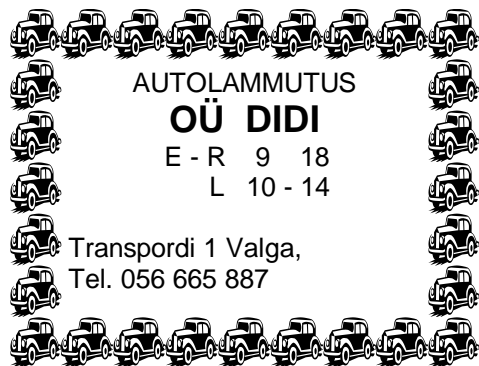 AUTOLAMMUTUS
OÜ DIDI
E - R 9 18
L 10 - 14
Transpordi 1 Valga,
Tel. 056 665 887